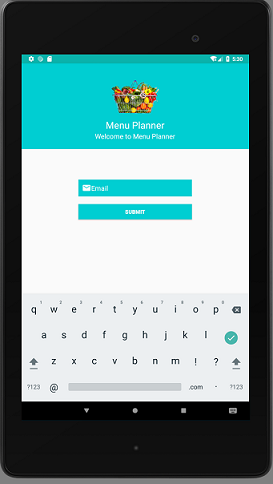 5:30
Menu Planner
Welcome to Menu Planner
Email
SUBMIT
1 2 3 4 5 6 7 8 9 0
q w e r t y u i o p
a s d f g h j k l
z x c v b n m ! ?
?123 @ .com - ?123